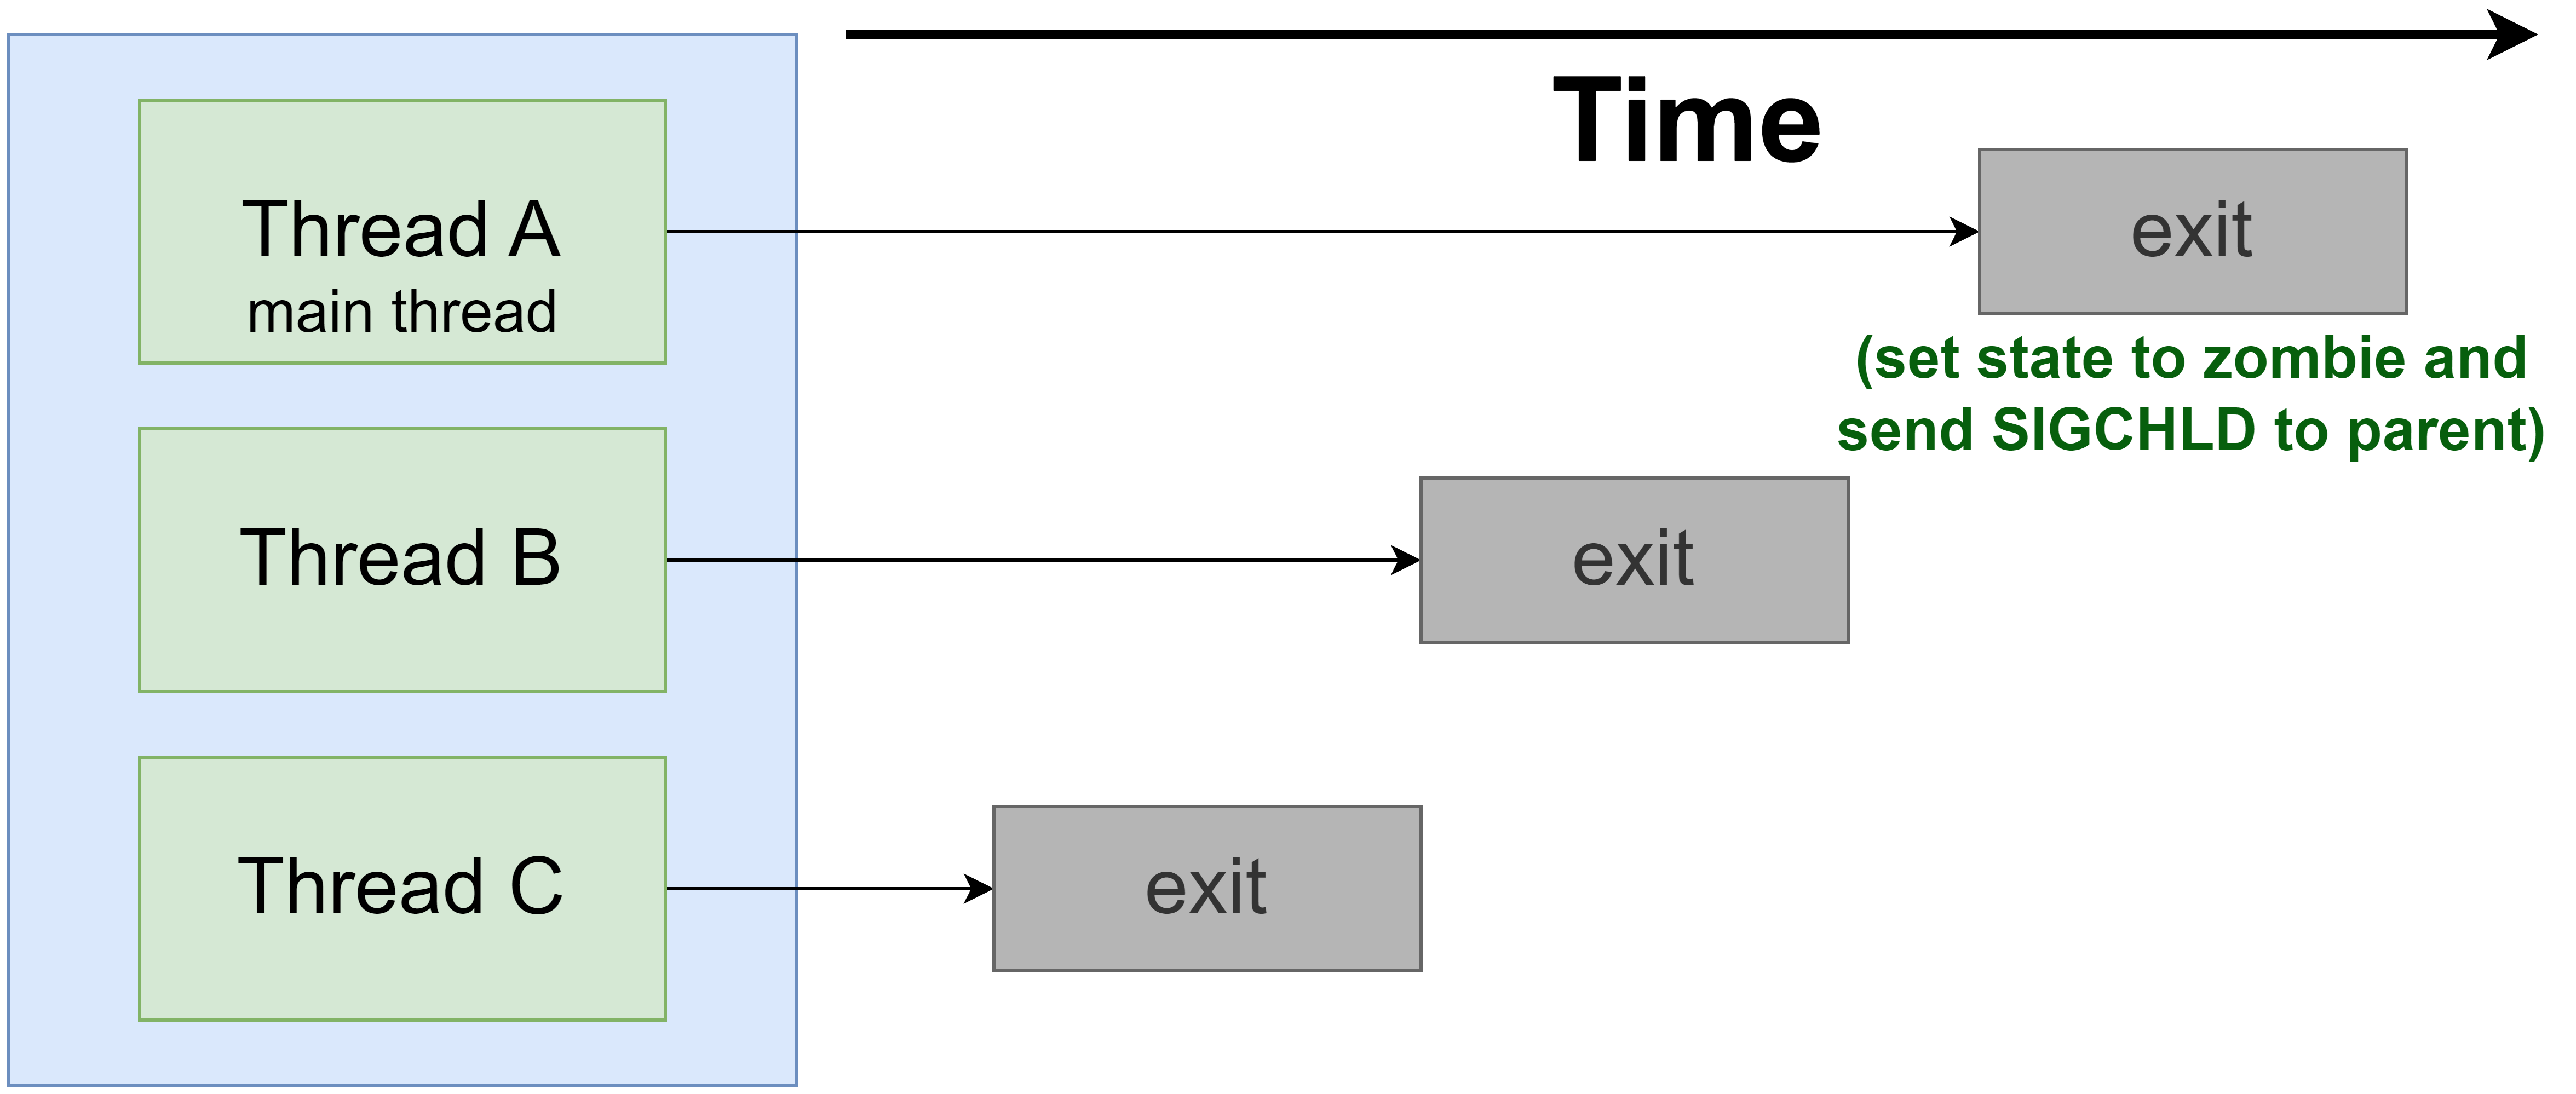 Time
Thread A
main thread
exit
(set state to zombie and
send SIGCHLD to parent)
Thread B
exit
Thread C
exit